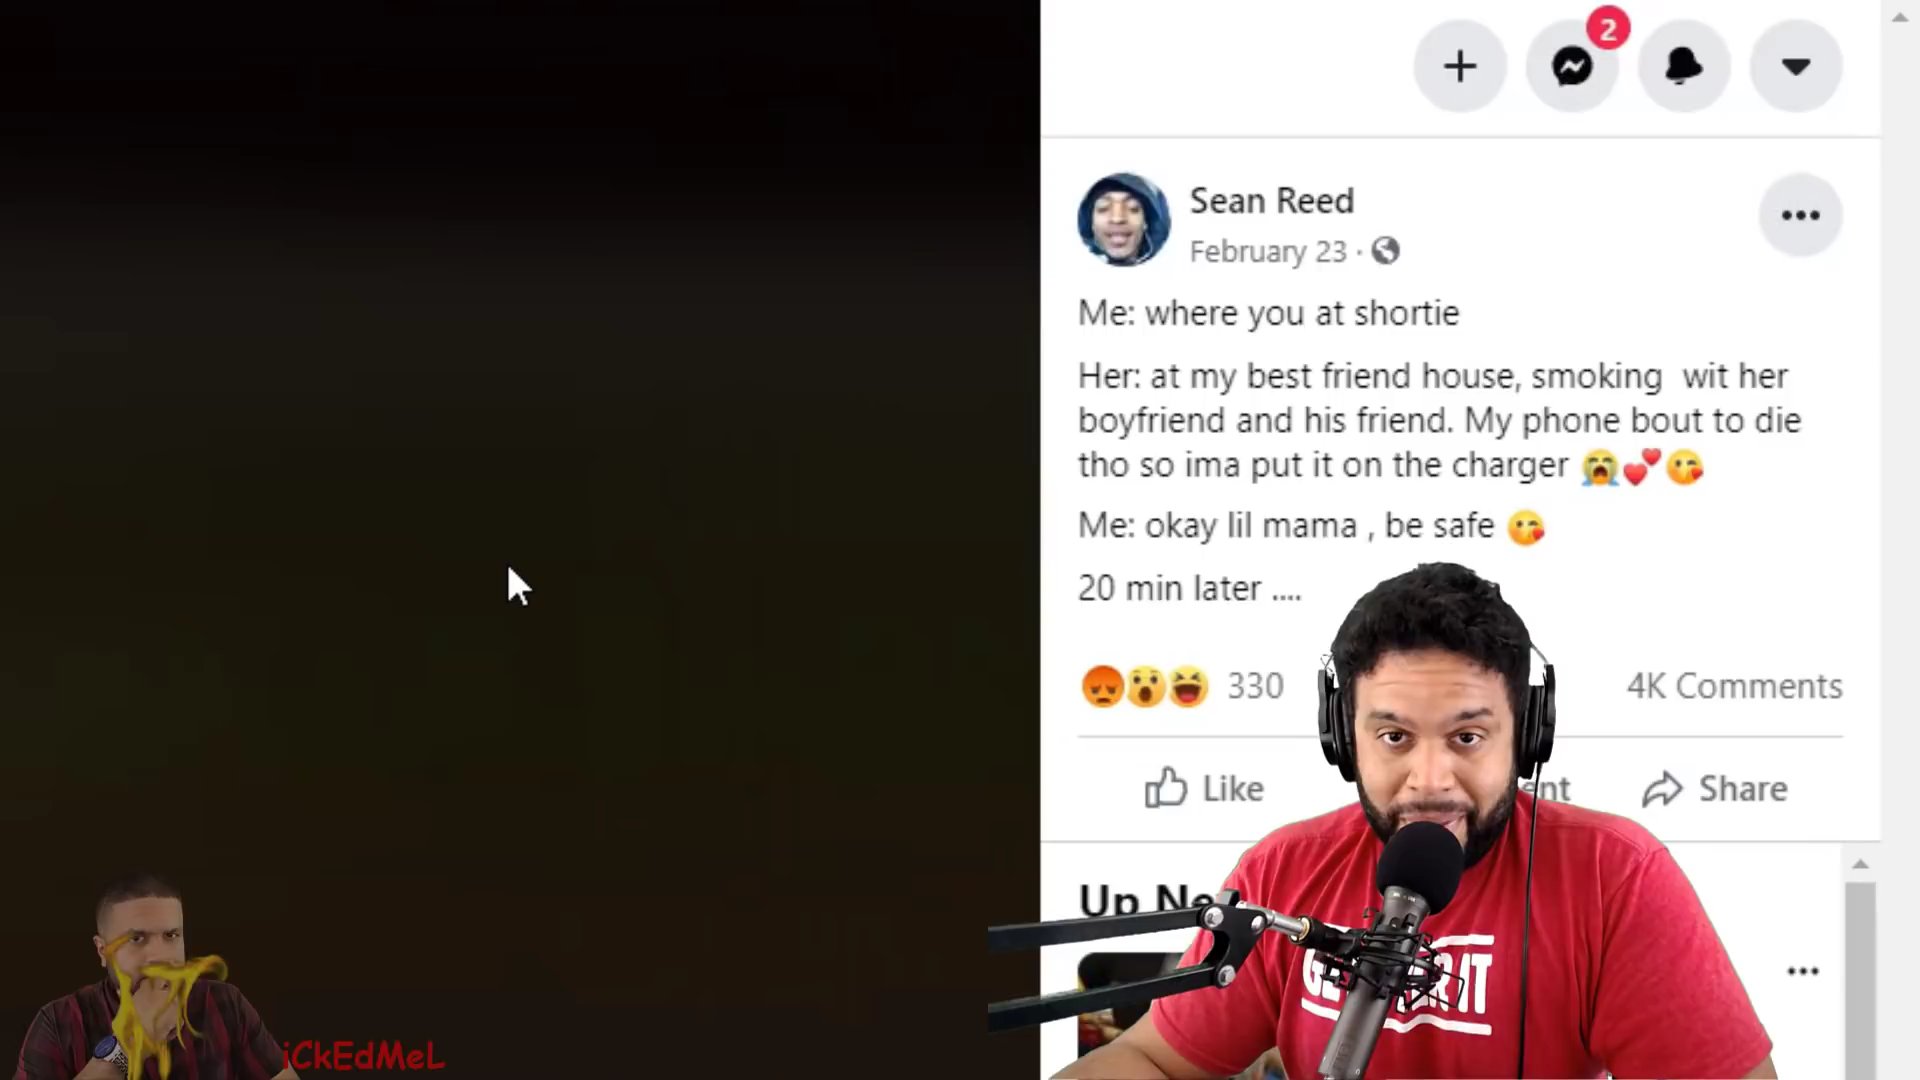 2
Sean Reed
February 23 ·
Me: where you at shortie
Her: at my best friend house, smoking wit her
boyfriend and his friend. My phone bout to die
tho so ima put it on the charger 😭💕😘
Me: okay lil mama , be safe 😘
20 min later ....
330
4K Comments
Like
Share
Up Ne
iCkEdMeL